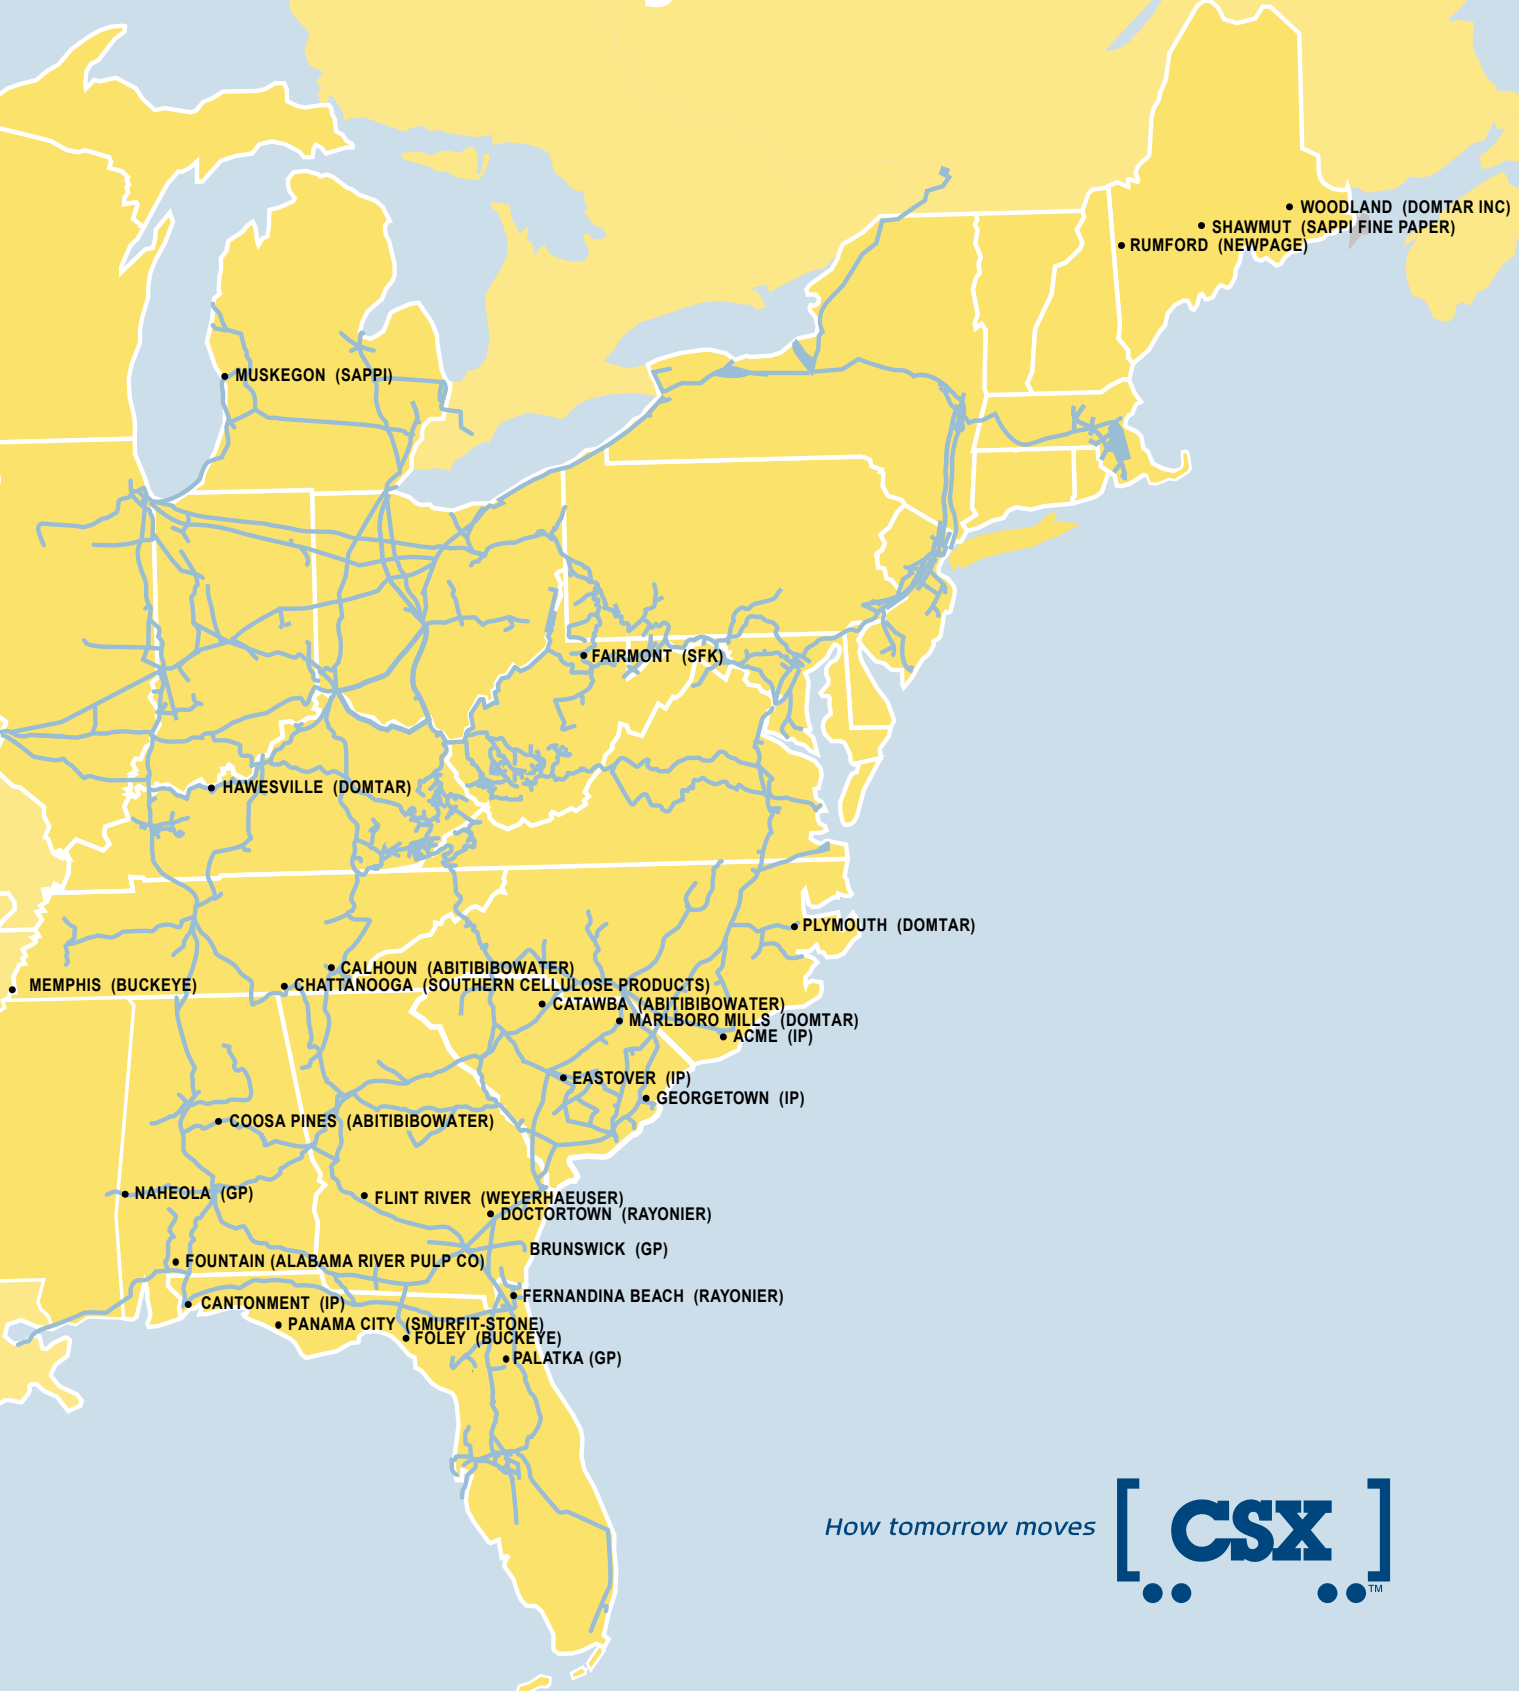 WOODLAND (DOMTAR INC)
SHAWMUT (SAPPI FINE PAPER)
RUMFORD (NEWPAGE)
MUSKEGON (SAPPI)
FAIRMONT (SFK)
HAWESVILLE (DOMTAR)
PLYMOUTH (DOMTAR)
CALHOUN (ABITIBIBOWATER)
MEMPHIS (BUCKEYE)
CHATTANOOGA (SOUTHERN CELLULOSE PRODUCTS)
CATAWBA (ABITIBIBOWATER)
MARLBORO MILLS (DOMTAR)
ACME (IP)
EASTOVER (IP)
GEORGETOWN (IP)
COOSA PINES (ABITIBIBOWATER)
NAHEOLA (GP)
FLINT RIVER (WEYERHAEUSER)
DOCTORTOWN (RAYONIER)
BRUNSWICK (GP)
FOUNTAIN (ALABAMA RIVER PULP CO)
FERNANDINA BEACH (RAYONIER)
CANTONMENT (IP)
PANAMA CITY (SMURFIT-STONE)
FOLEY (BUCKEYE)
PALATKA (GP)
How tomorrow moves
CSX
TM